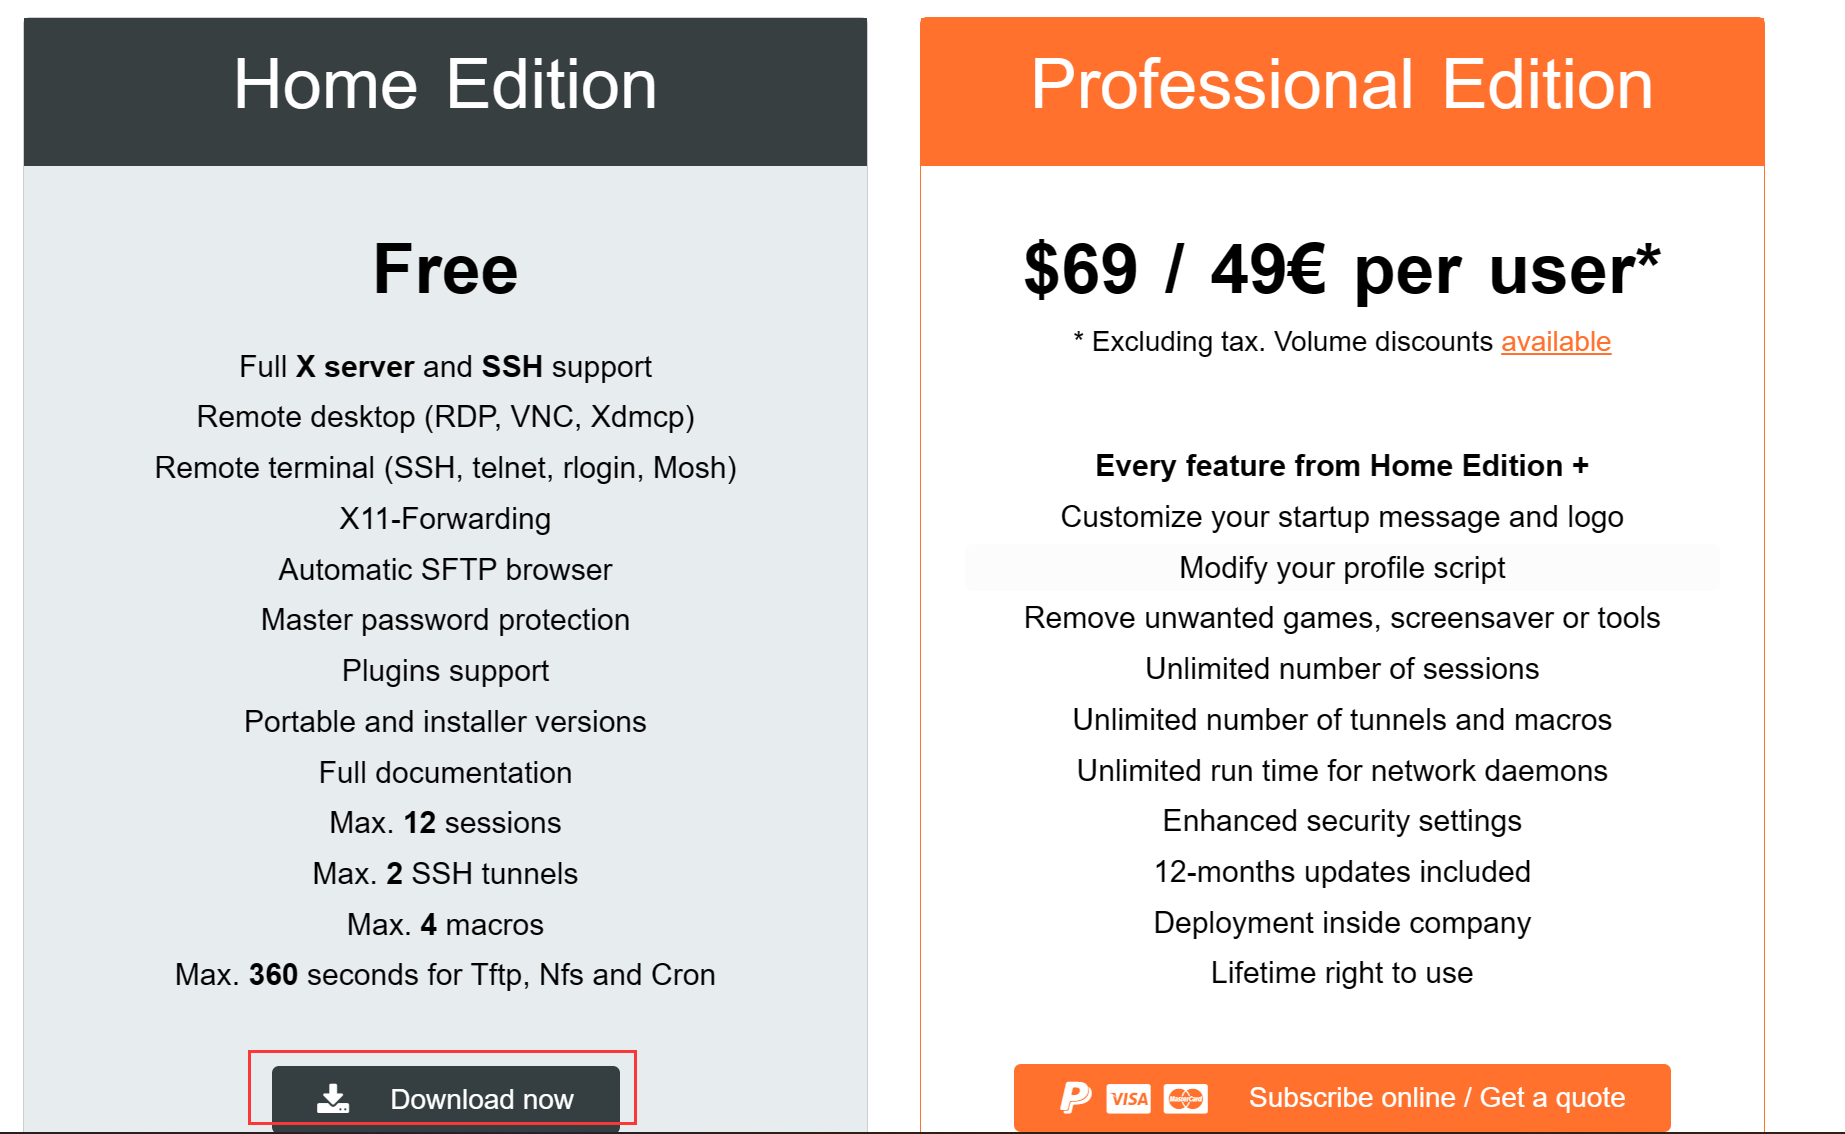 Home Edition
Free
Full X server and SSH support
Remote desktop (RDP, VNC, Xdmcp)
Remote terminal (SSH, telnet, rlogin, Mosh)
X11-Forwarding
Automatic SFTP browser
Master password protection
Plugins support
Portable and installer versions
Full documentation
Max. 12 sessions
Max. 2 SSH tunnels
Max. 4 macros
Max. 360 seconds for Tftp, Nfs and Cron
Download now
Professional Edition
$69 / 49€ per user*
* Excluding tax. Volume discounts available
Every feature from Home Edition +
Customize your startup message and logo
Modify your profile script
Remove unwanted games, screensaver or tools
Unlimited number of sessions
Unlimited number of tunnels and macros
Unlimited run time for network daemons
Enhanced security settings
12-months updates included
Deployment inside company
Lifetime right to use
P VISA MasterCard Subscribe online / Get a quote